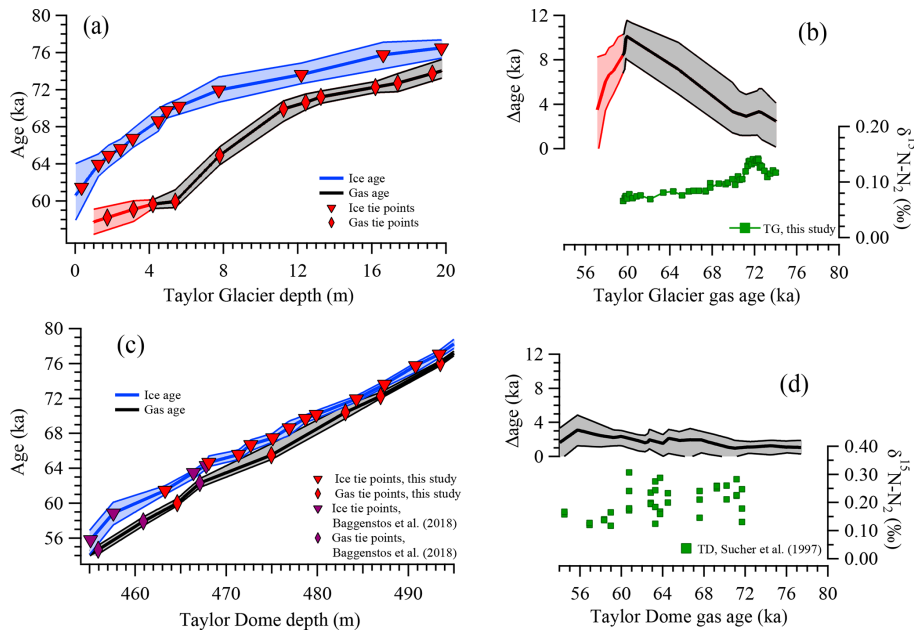 (a)
80
76
72
68
64
60
Age (ka)
0
4
8
12
16
20
Taylor Glacier depth (m)
Ice age
Gas age
Ice tie points
Gas tie points
(b)
12
8
4
0
Δage (ka)
0.20
0.10
0.00
δ¹⁵N-N₂ (‰)
TG, this study
56
60
64
68
72
76
80
Taylor Glacier gas age (ka)
(c)
80
76
72
68
64
60
56
Age (ka)
Ice age
Gas age
Ice tie points, this study
Gas tie points, this study
Ice tie points,
Baggenstos et al. (2018)
Gas tie points,
Baggenstos et al. (2018)
460
470
480
490
Taylor Dome depth (m)
(d)
12
8
4
0
Δage (ka)
0.40
0.30
0.20
0.10
0.00
δ¹⁵N-N₂ (‰)
TD, Sucher et al. (1997)
56
60
64
68
72
76
80
Taylor Dome gas age (ka)